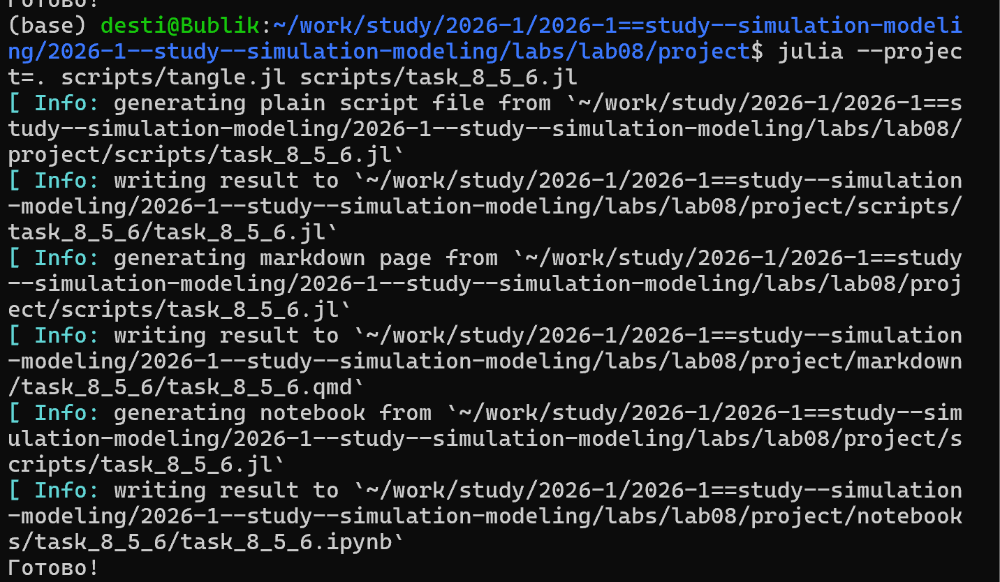 Готово!
(base) desti@Bublik:~/work/study/2026-1/2026-1==study--simulation-modeli
ng/2026-1--study--simulation-modeling/labs/lab08/project$ julia --projec
t=. scripts/tangle.jl scripts/task_8_5_6.jl
[ Info: generating plain script file from `~/work/study/2026-1/2026-1==s
tudy--simulation-modeling/2026-1--study--simulation-modeling/labs/lab08/
project/scripts/task_8_5_6.jl`
[ Info: writing result to `~/work/study/2026-1/2026-1==study--simulation
-modeling/2026-1--study--simulation-modeling/labs/lab08/project/scripts/
task_8_5_6/task_8_5_6.jl`
[ Info: generating markdown page from `~/work/study/2026-1/2026-1==study
--simulation-modeling/2026-1--study--simulation-modeling/labs/lab08/proj
ect/scripts/task_8_5_6.jl`
[ Info: writing result to `~/work/study/2026-1/2026-1==study--simulation
-modeling/2026-1--study--simulation-modeling/labs/lab08/project/markdown
/task_8_5_6/task_8_5_6.qmd`
[ Info: generating notebook from `~/work/study/2026-1/2026-1==study--sim
ulation-modeling/2026-1--study--simulation-modeling/labs/lab08/project/s
cripts/task_8_5_6.jl`
[ Info: writing result to `~/work/study/2026-1/2026-1==study--simulation
-modeling/2026-1--study--simulation-modeling/labs/lab08/project/notebook
s/task_8_5_6/task_8_5_6.ipynb`
Готово!